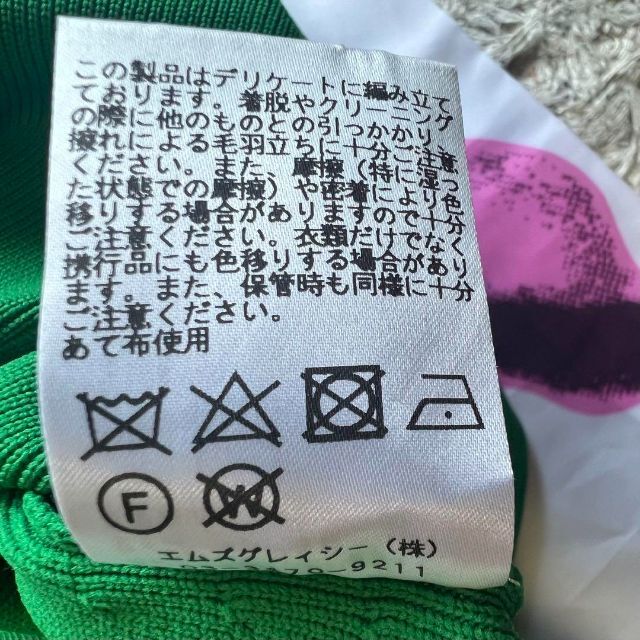 この製品はデリケートに編み立て
ております。着脱やクリーニング
の際、他のものとの引っかかり、
擦れによる毛羽立ちに十分ご注意
ください。また、摩擦(特に湿っ
た状態での摩擦)や密着によって色
移りする場合がありますので十分
ご注意ください。衣類だけでなく
携行品にも色移りする場合があり
ます。また、保管時も同様に十分
ご注意ください。
あて布使用
F W
エムズグレイシー(株)
9211